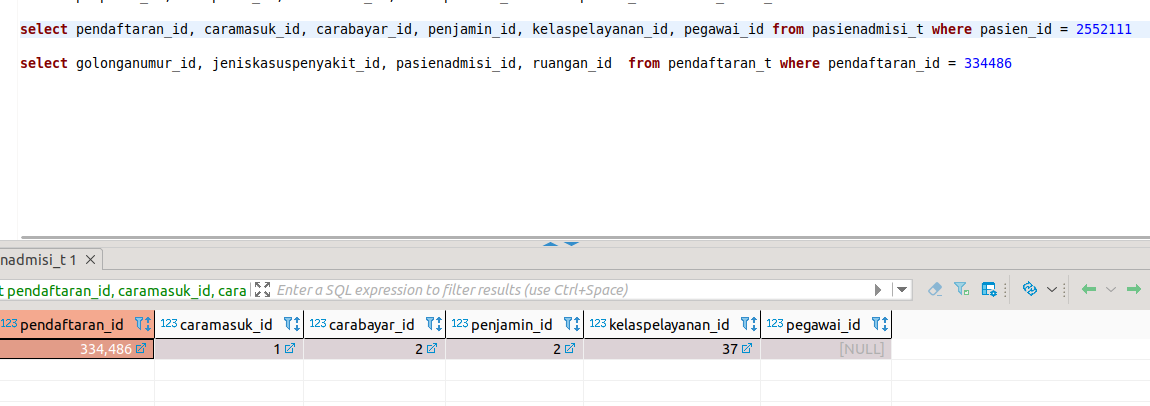 select pendaftaran_id, caramasuk_id, carabayar_id, penjamin_id, kelaspelayanan_id, pegawai_id from pasienadmisi_t where pasien_id = 2552111
select golonganumur_id, jeniskasuspenyakit_id, pasienadmisi_id, ruangan_id  from pendaftaran_t where pendaftaran_id = 334486
nadmisi_t 1
t pendaftaran_id, caramasuk_id, cara Enter a SQL expression to filter results (use Ctrl+Space)
123 pendaftaran_id 123 caramasuk_id 123 carabayar_id 123 penjamin_id 123 kelaspelayanan_id 123 pegawai_id
334,486 1 2 2 37 [NULL]